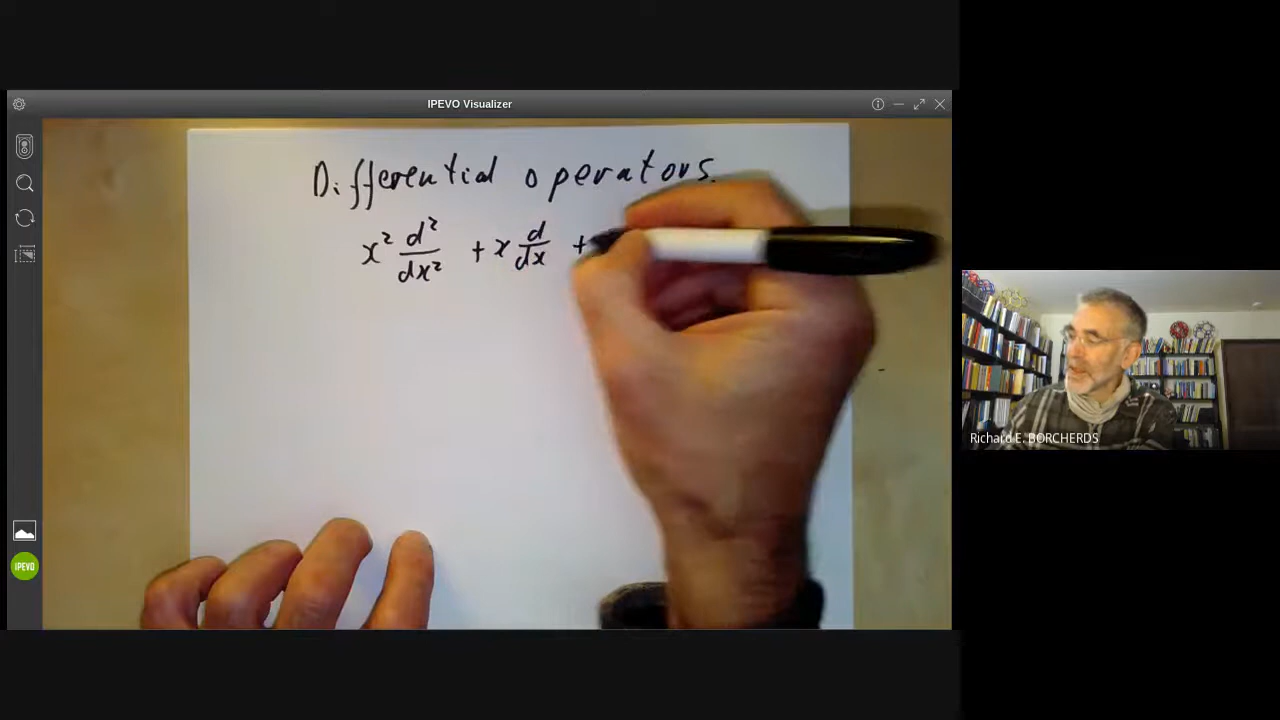 IPEVO Visualizer
Differential operators.
x² d²/dx² + x d/dx +
Richard E. BORCHERDS
IPEVO